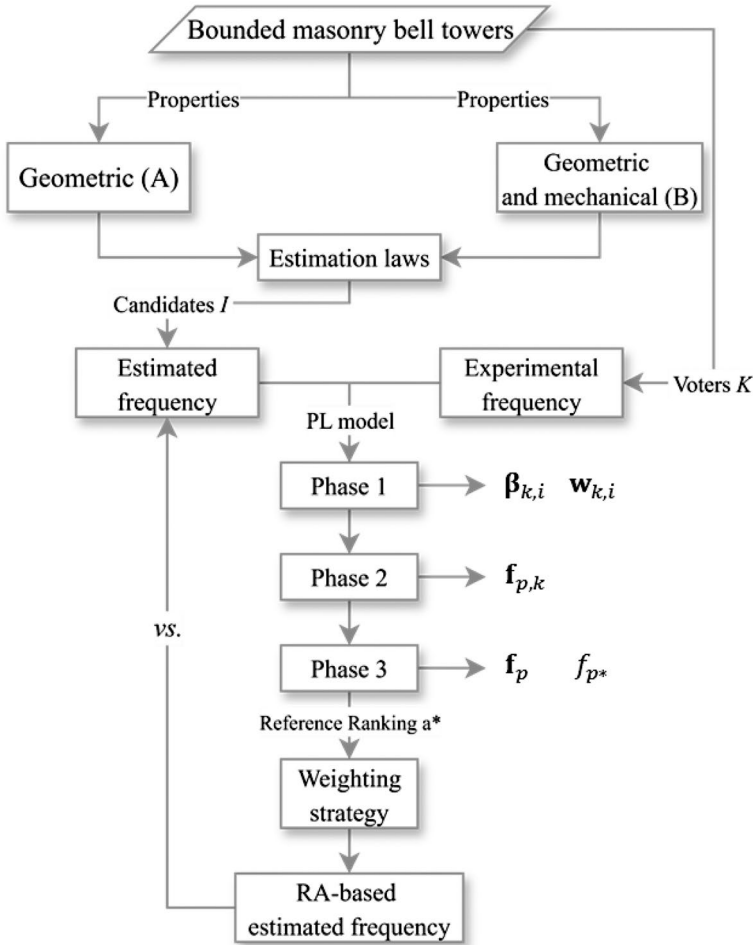 Bounded masonry bell towers
Properties
Properties
Geometric (A)
Geometric
and mechanical (B)
Estimation laws
Candidates I
Estimated
frequency
Experimental
frequency
Voters K
PL model
Phase 1
β_{k,i} w_{k,i}
Phase 2
f_{p,k}
vs.
Phase 3
f_p f_{p*}
Reference Ranking a*
Weighting
strategy
RA-based
estimated frequency